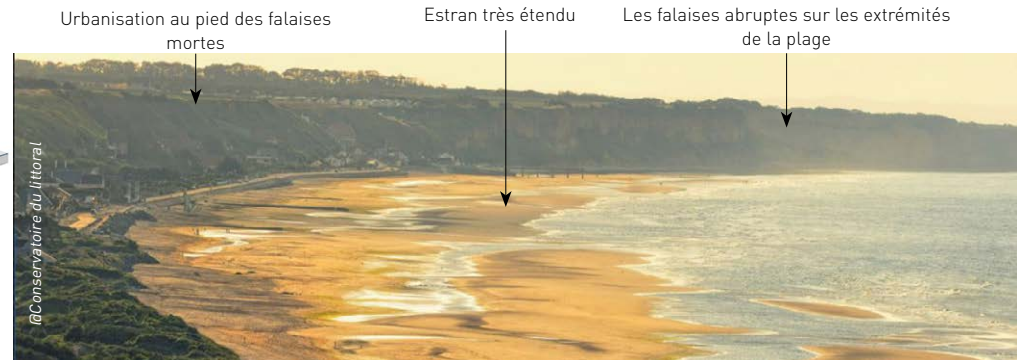 Urbanisation au pied des falaises
mortes
Estran très étendu
Les falaises abruptes sur les extrémités
de la plage
@Conservatoire du littoral